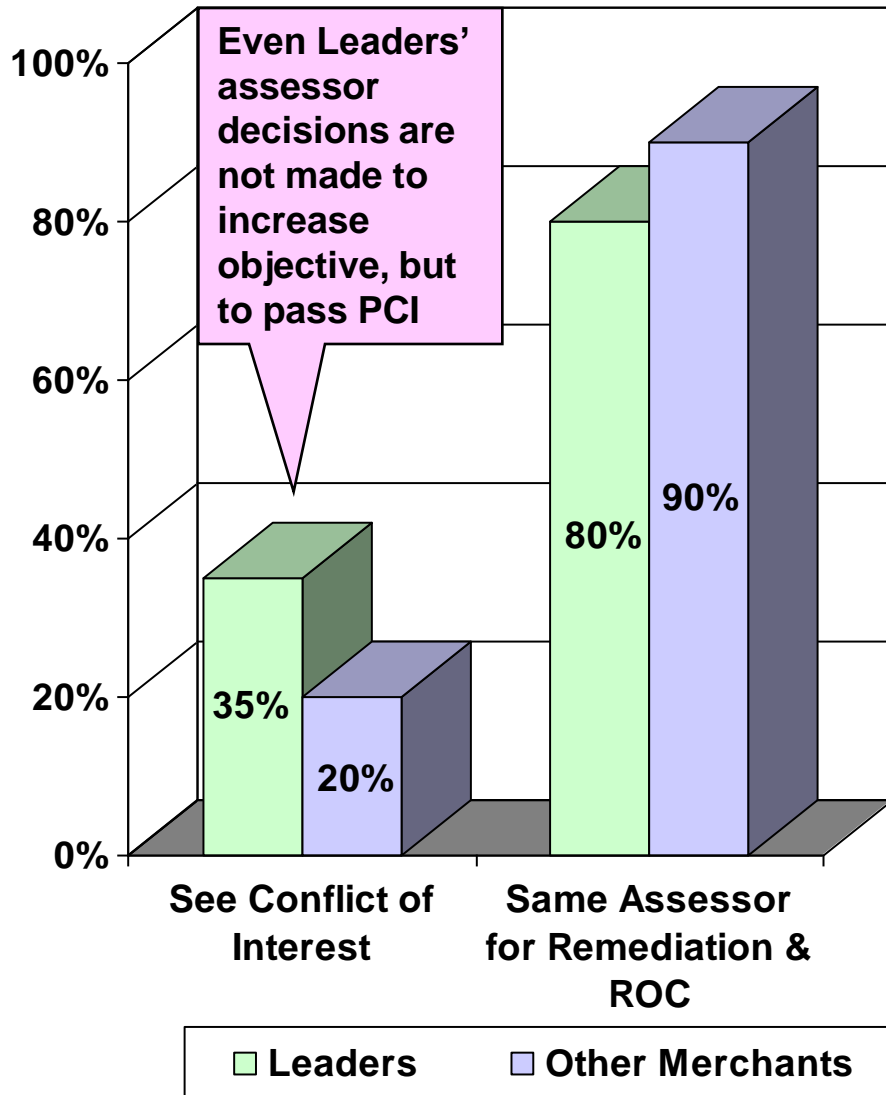 Even Leaders’
assessor
decisions are
not made to
increase
objective, but
to pass PCI
100%
80%
60%
40%
20%
0%
35%
20%
80%
90%
See Conflict of
Interest
Same Assessor
for Remediation &
ROC
Leaders
Other Merchants